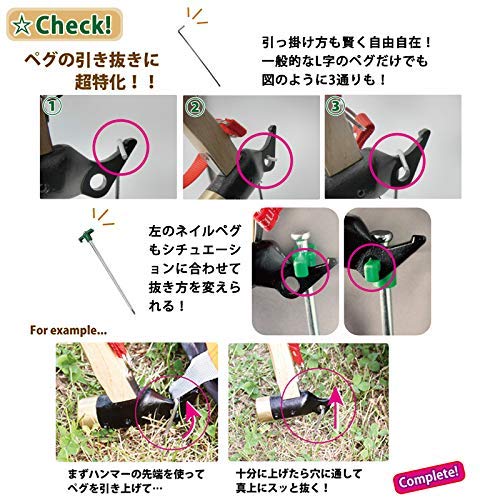 ☆Check!
ペグの引き抜きに
超特化！！
引っ掛け方も賢く自由自在！
一般的なL字のペグだけでも
図のように3通りも！
①
②
③
左のネイルペグ
もシチュエーシ
ョンに合わせて
抜き方を変えら
れる！
For example...
まずハンマーの先端を使って
ペグを引き上げて…
十分に上げたら穴に通して
真上にスッと抜く！
Complete!